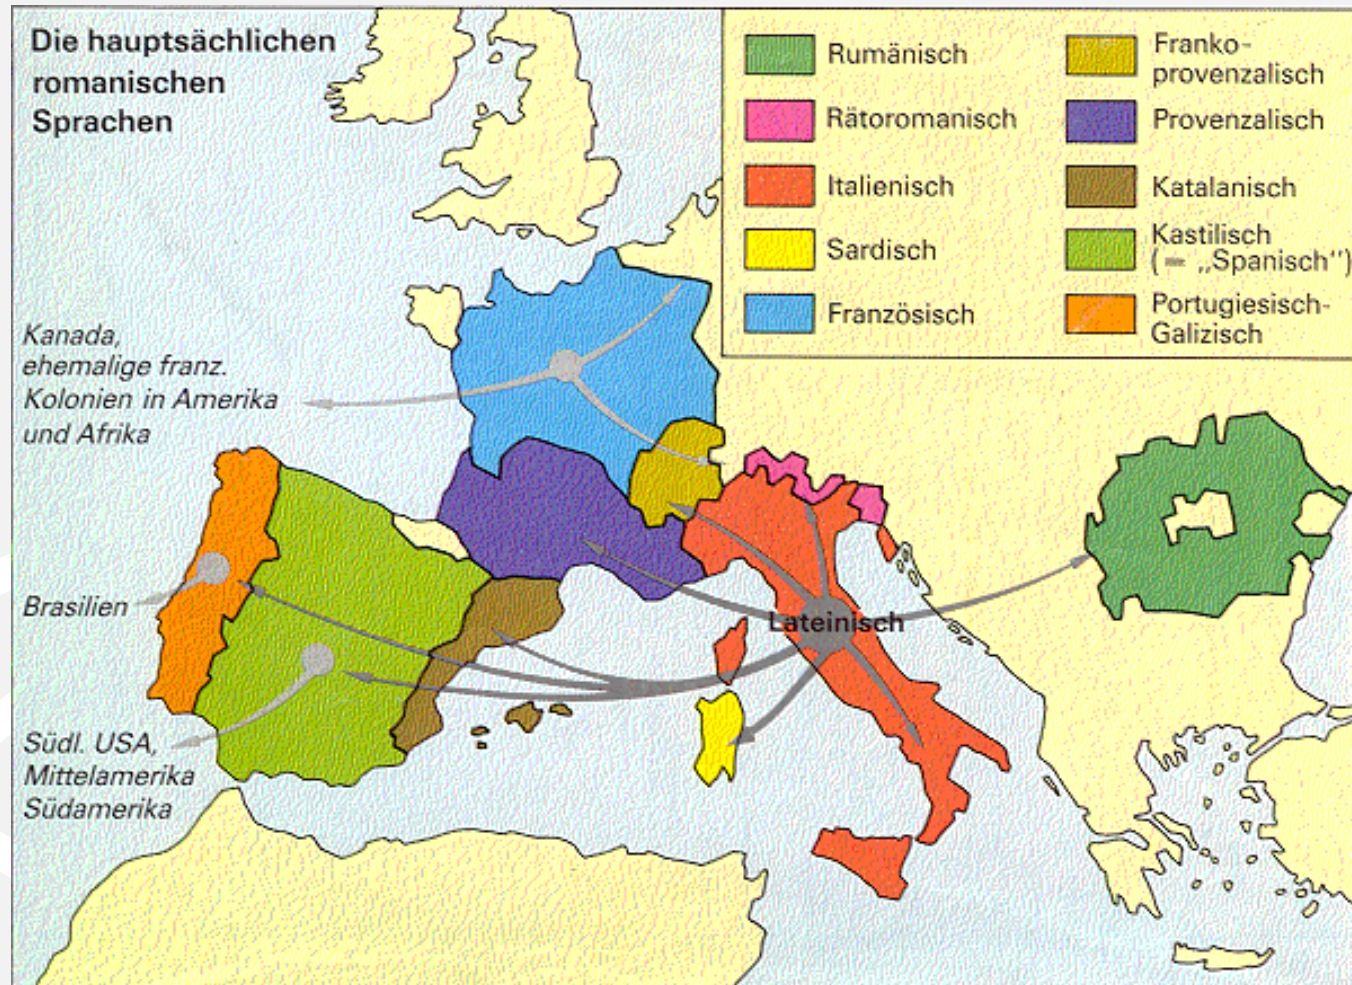 Die hauptsächlichen
romanischen
Sprachen
Rumänisch
Rätoromanisch
Italienisch
Sardisch
Französisch
Franko-
provenzalisch
Provenzalisch
Katalanisch
Kastilisch
(= „Spanisch")
Portugiesisch-
Galizisch
Kanada,
ehemalige franz.
Kolonien in Amerika
und Afrika
Brasilien
Lateinisch
Südl. USA,
Mittelamerika
Südamerika